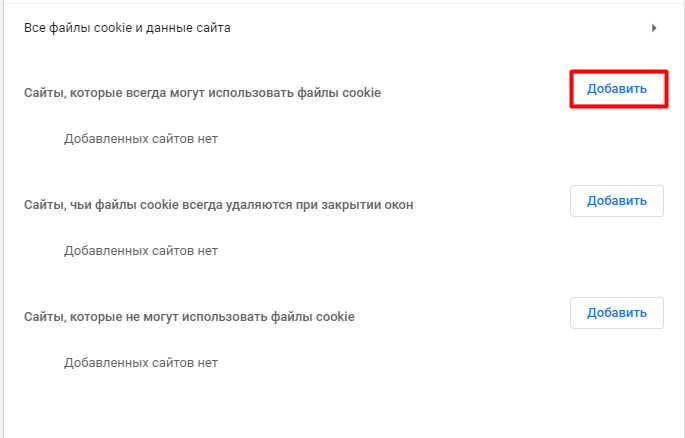 Все файлы cookie и данные сайта
Сайты, которые всегда могут использовать файлы cookie
Добавить
Добавленных сайтов нет
Сайты, чьи файлы cookie всегда удаляются при закрытии окон
Добавить
Добавленных сайтов нет
Сайты, которые не могут использовать файлы cookie
Добавить
Добавленных сайтов нет